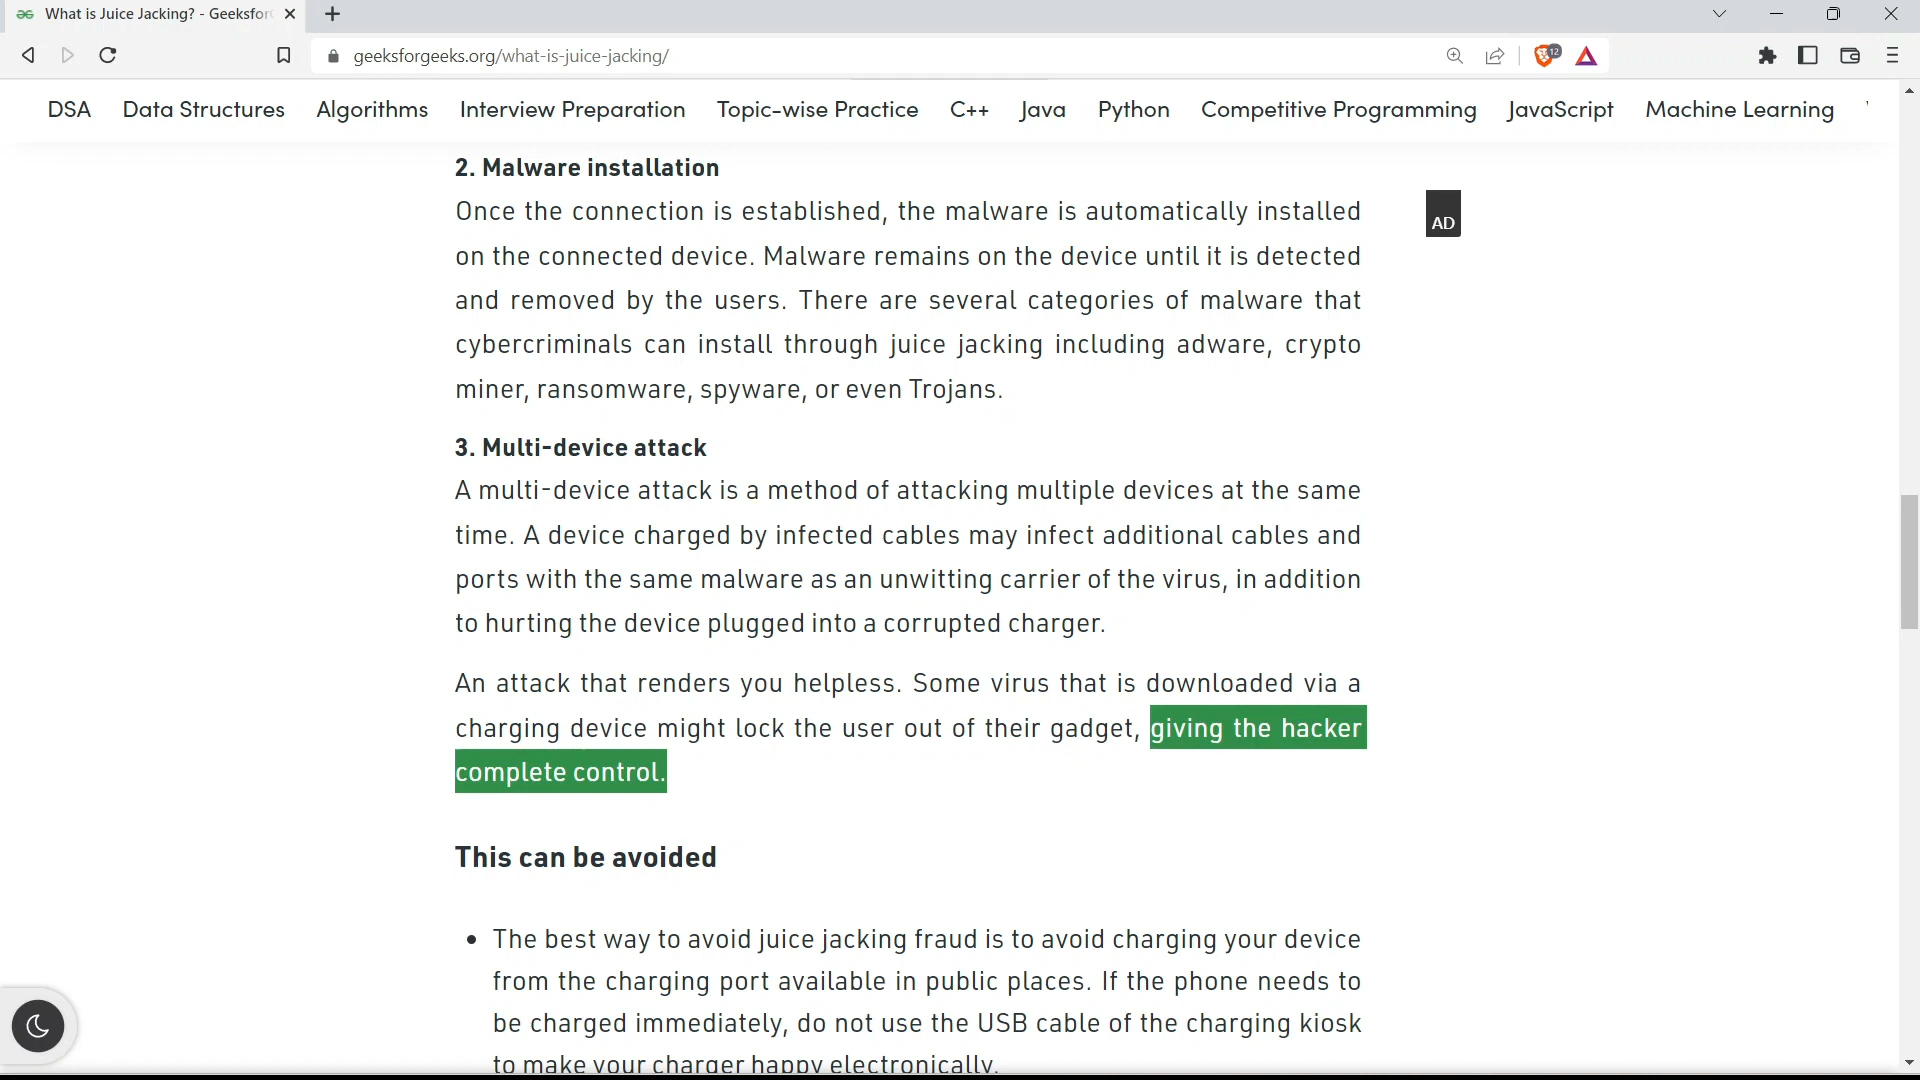 What is Juice Jacking? - Geeksfor
geeksforgeeks.org/what-is-juice-jacking/
12
DSA Data Structures Algorithms Interview Preparation Topic-wise Practice C++ Java Python Competitive Programming JavaScript Machine Learning
2. Malware installation
Once the connection is established, the malware is automatically installed
on the connected device. Malware remains on the device until it is detected
and removed by the users. There are several categories of malware that
cybercriminals can install through juice jacking including adware, crypto
miner, ransomware, spyware, or even Trojans.
AD
3. Multi-device attack
A multi-device attack is a method of attacking multiple devices at the same
time. A device charged by infected cables may infect additional cables and
ports with the same malware as an unwitting carrier of the virus, in addition
to hurting the device plugged into a corrupted charger.
An attack that renders you helpless. Some virus that is downloaded via a
charging device might lock the user out of their gadget, giving the hacker
complete control.
This can be avoided
• The best way to avoid juice jacking fraud is to avoid charging your device
from the charging port available in public places. If the phone needs to
be charged immediately, do not use the USB cable of the charging kiosk
to make your charger happy electronically.